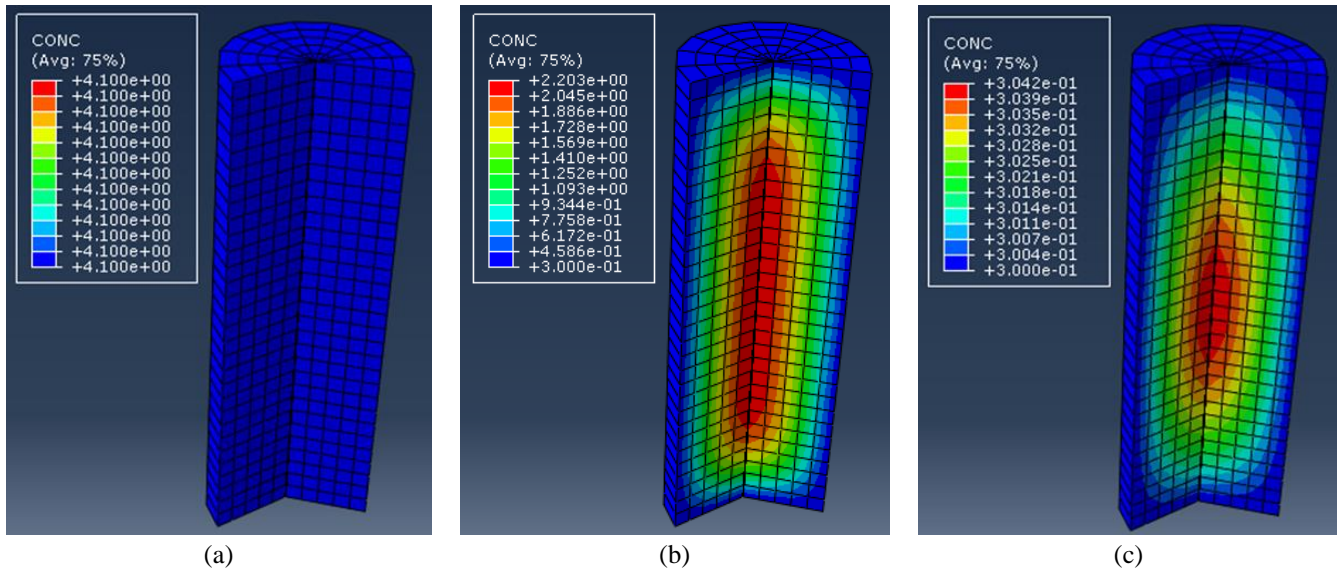 CONC
(Avg: 75%)
+4.100e+00
+4.100e+00
+4.100e+00
+4.100e+00
+4.100e+00
+4.100e+00
+4.100e+00
+4.100e+00
+4.100e+00
+4.100e+00
+4.100e+00
+4.100e+00
+4.100e+00
(a)
CONC
(Avg: 75%)
+2.203e+00
+2.045e+00
+1.886e+00
+1.728e+00
+1.569e+00
+1.410e+00
+1.252e+00
+1.093e+00
+9.344e-01
+7.758e-01
+6.172e-01
+4.586e-01
+3.000e-01
(b)
CONC
(Avg: 75%)
+3.042e-01
+3.039e-01
+3.035e-01
+3.032e-01
+3.028e-01
+3.025e-01
+3.021e-01
+3.018e-01
+3.014e-01
+3.011e-01
+3.007e-01
+3.004e-01
+3.000e-01
(c)